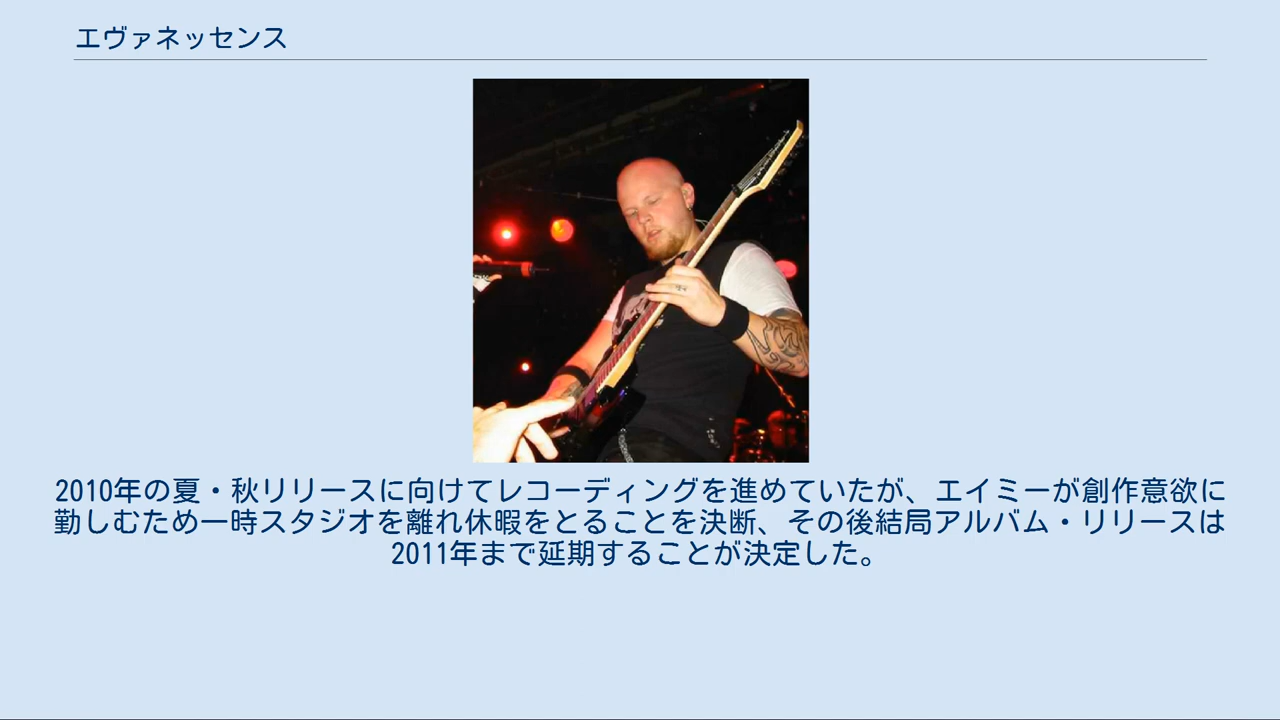 エヴァネッセンス
2010年の夏・秋リリースに向けてレコーディングを進めていたが、エイミーが創作意欲に
勤しむため一時スタジオを離れ休暇をとることを決断、その後結局アルバム・リリースは
2011年まで延期することが決定した。